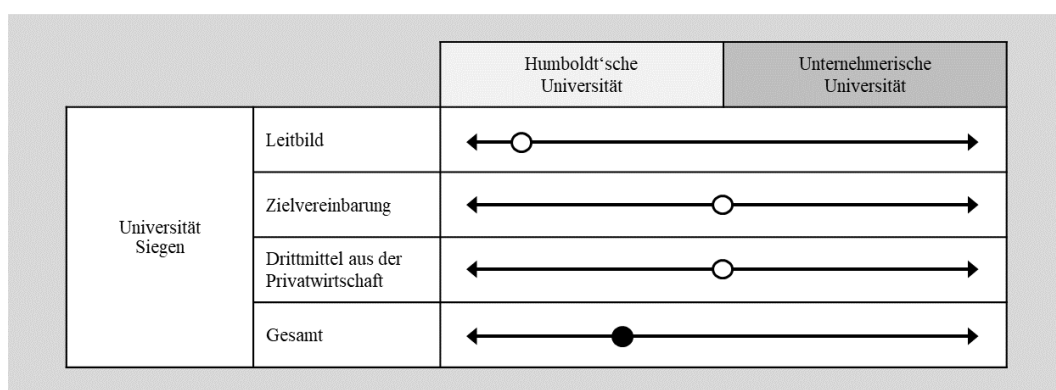 Humboldt‘sche
Universität
Unternehmerische
Universität
Universität
Siegen
Leitbild
Zielvereinbarung
Drittmittel aus der
Privatwirtschaft
Gesamt